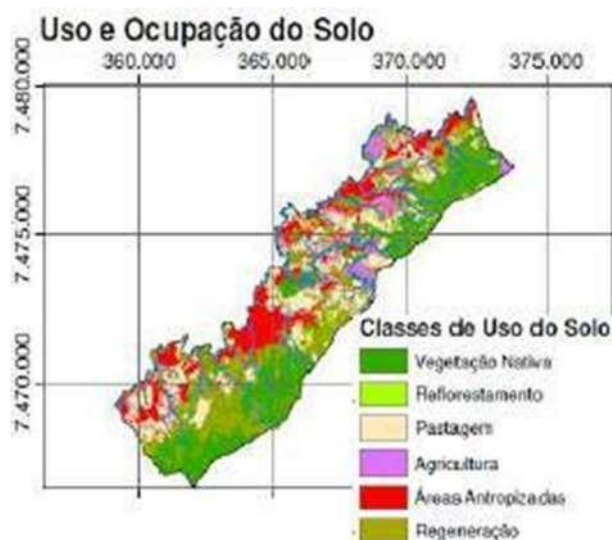 Uso e Ocupação do Solo
360.000 365.000 370.000 375.000
7.480.000
7.475.000
7.470.000
Classes de Uso do Solo
Vegetação Nativa
Reflorestamento
Pastagem
Agricultura
Áreas Antropizadas
Regeneração